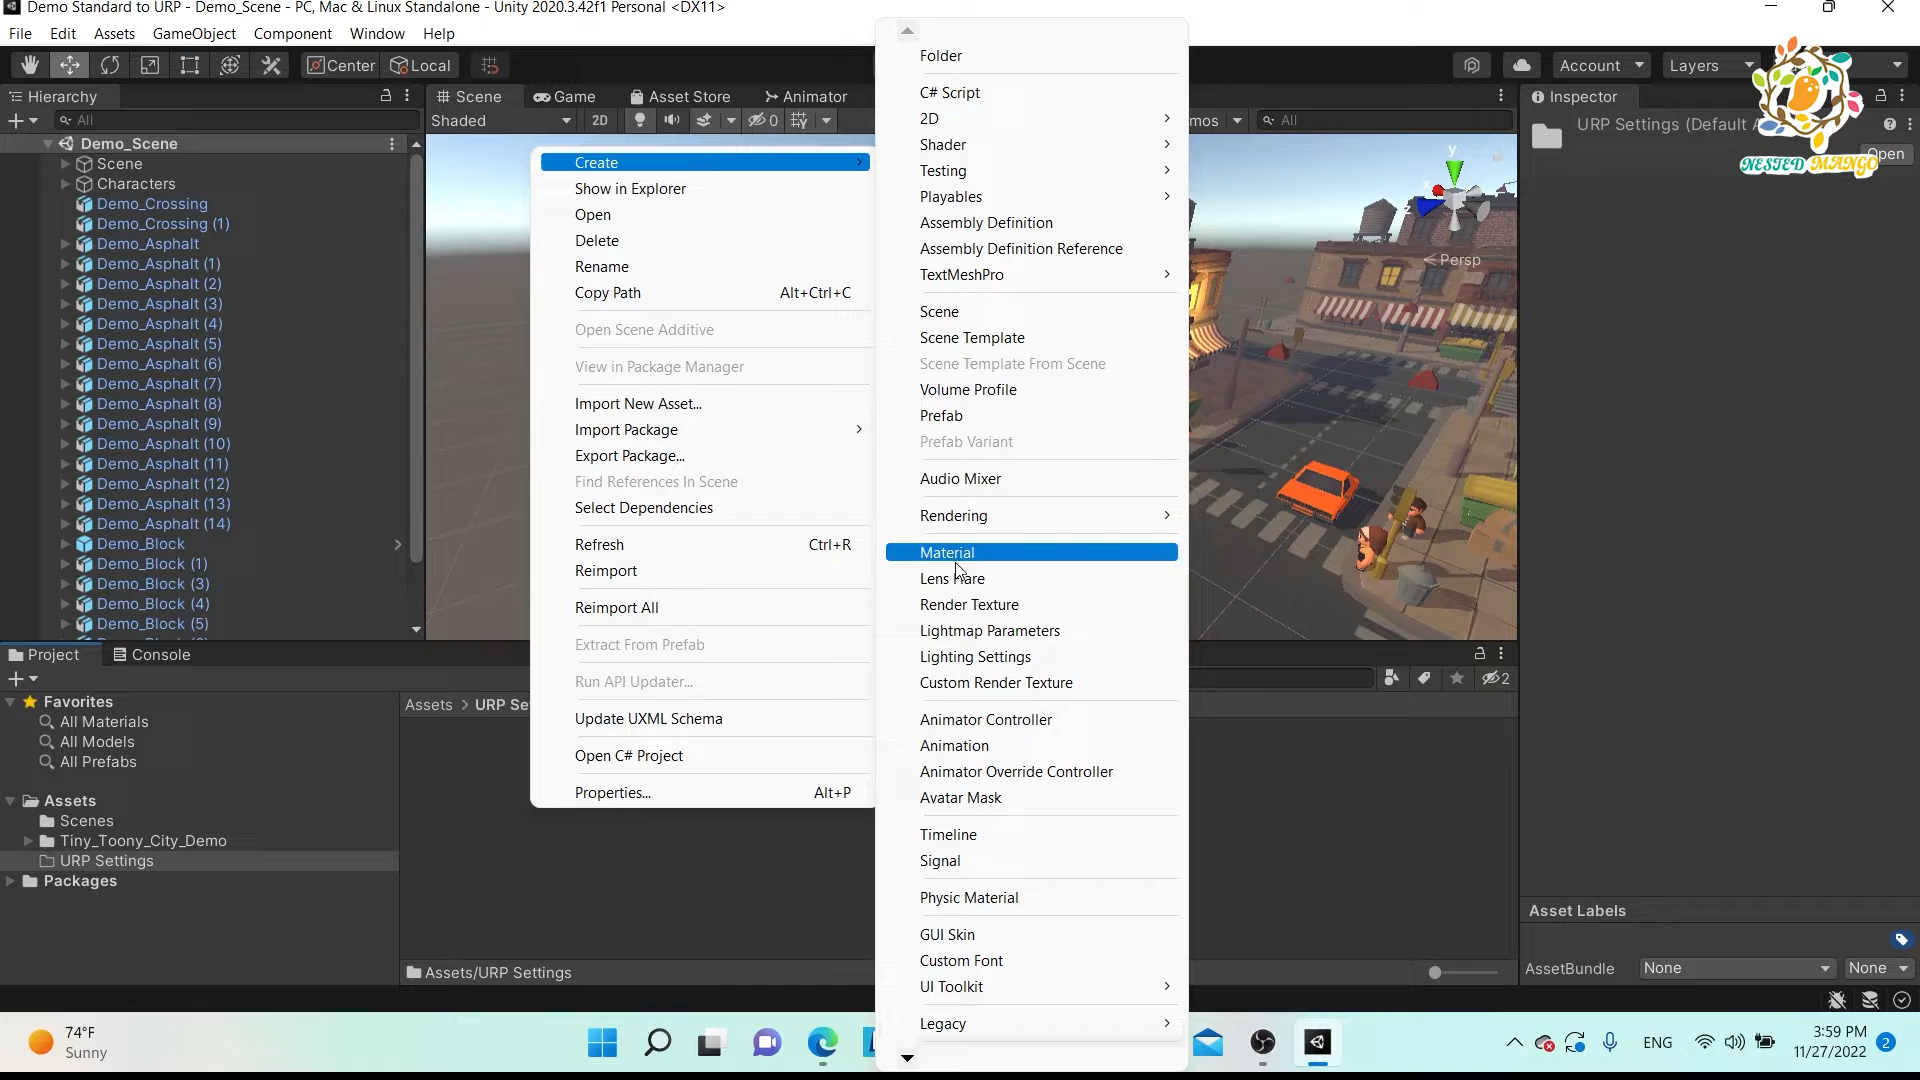 Demo Standard to URP - Demo_Scene - PC, Mac & Linux Standalone - Unity 2020.3.42f1 Personal <DX11>
File Edit Assets GameObject Component Window Help
Center Local
Account Layers
NESTED MANGO
Hierarchy
All
Demo_Scene
Scene
Characters
Demo_Crossing
Demo_Crossing (1)
Demo_Asphalt
Demo_Asphalt (1)
Demo_Asphalt (2)
Demo_Asphalt (3)
Demo_Asphalt (4)
Demo_Asphalt (5)
Demo_Asphalt (6)
Demo_Asphalt (7)
Demo_Asphalt (8)
Demo_Asphalt (9)
Demo_Asphalt (10)
Demo_Asphalt (11)
Demo_Asphalt (12)
Demo_Asphalt (13)
Demo_Asphalt (14)
Demo_Block
Demo_Block (1)
Demo_Block (3)
Demo_Block (4)
Demo_Block (5)
Scene Game Asset Store Animator
Shaded 2D 0
mos All
y
x
z
< Persp
Create
Show in Explorer
Open
Delete
Rename
Copy Path Alt+Ctrl+C
Open Scene Additive
View in Package Manager
Import New Asset...
Import Package
Export Package...
Find References In Scene
Select Dependencies
Refresh Ctrl+R
Reimport
Reimport All
Extract From Prefab
Run API Updater...
Update UXML Schema
Open C# Project
Properties... Alt+P
Folder
C# Script
2D
Shader
Testing
Playables
Assembly Definition
Assembly Definition Reference
TextMeshPro
Scene
Scene Template
Scene Template From Scene
Volume Profile
Prefab
Prefab Variant
Audio Mixer
Rendering
Material
Lens Flare
Render Texture
Lightmap Parameters
Lighting Settings
Custom Render Texture
Animator Controller
Animation
Animator Override Controller
Avatar Mask
Timeline
Signal
Physic Material
GUI Skin
Custom Font
UI Toolkit
Legacy
Inspector
URP Settings (Default A
Open
Asset Labels
AssetBundle None None
Project Console
2
Favorites
All Materials
All Models
All Prefabs
Assets
Scenes
Tiny_Toony_City_Demo
URP Settings
Packages
Assets > URP Se
Assets/URP Settings
74°F
Sunny
ENG
3:59 PM
11/27/2022
2